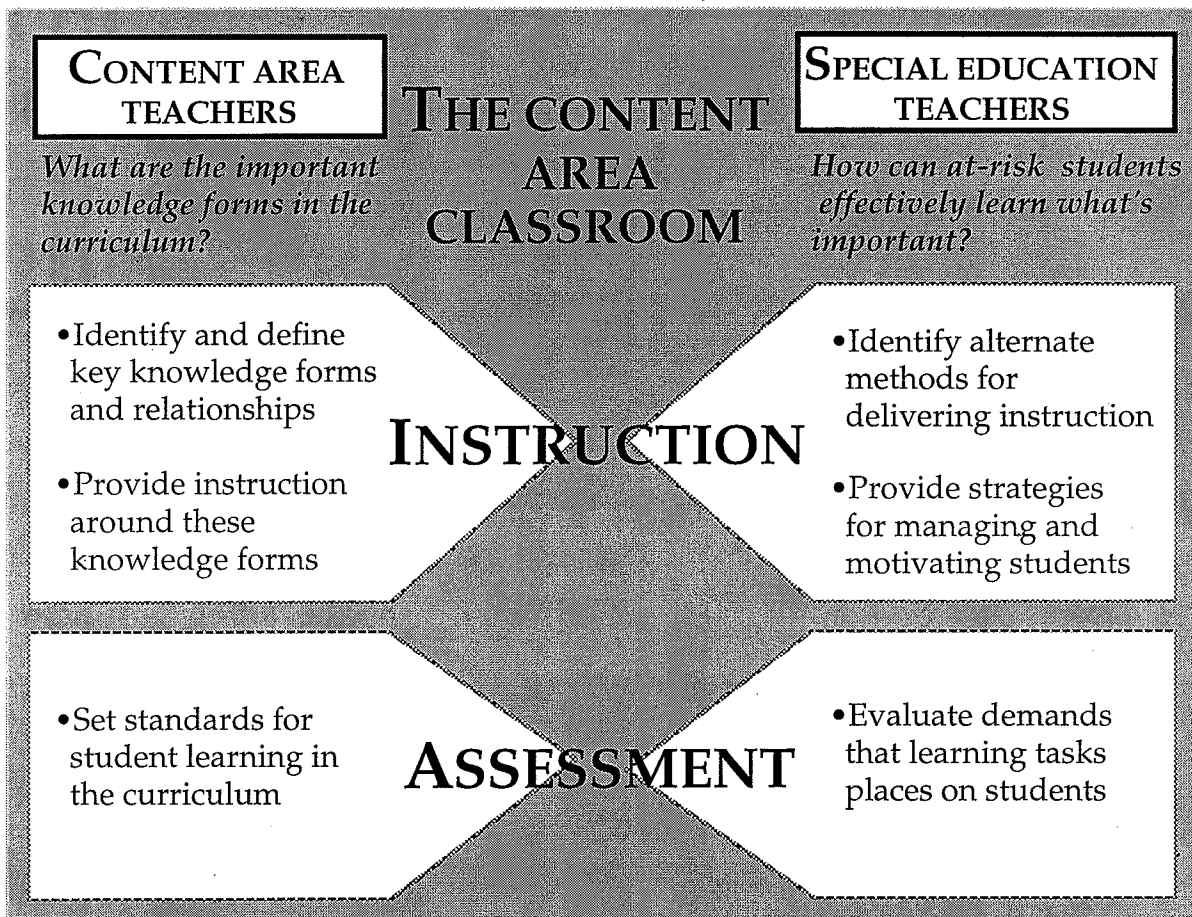 CONTENT AREA
TEACHERS
What are the important
knowledge forms in the
curriculum?
THE CONTENT
AREA
CLASSROOM
SPECIAL EDUCATION
TEACHERS
How can at-risk students
effectively learn what's
important?
•Identify and define
key knowledge forms
and relationships
•Provide instruction
around these
knowledge forms
INSTRUCTION
•Identify alternate
methods for
delivering instruction
•Provide strategies
for managing and
motivating students
•Set standards for
student learning in
the curriculum
ASSESSMENT
•Evaluate demands
that learning tasks
places on students